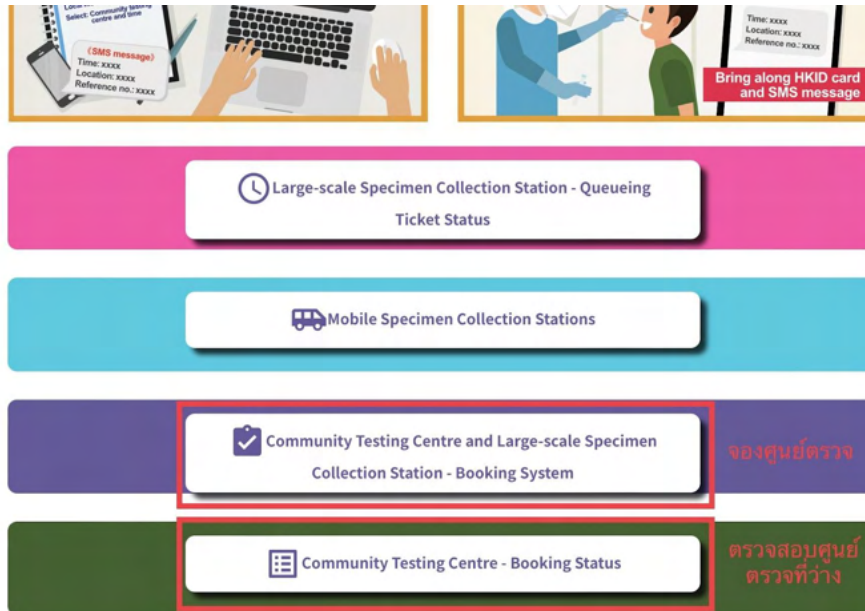 Select: Community testing
centre and time
《SMS message》
Time: xxxx
Location: xxxx
Reference no.: xxxx
Time: xxxx
Location: xxxx
Reference no.: xxxx
Bring along HKID card
and SMS message
Large-scale Specimen Collection Station - Queueing
Ticket Status
Mobile Specimen Collection Stations
Community Testing Centre and Large-scale Specimen
Collection Station - Booking System
จองศูนย์ตรวจ
Community Testing Centre - Booking Status
ตรวจสอบศูนย์
ตรวจที่ว่าง